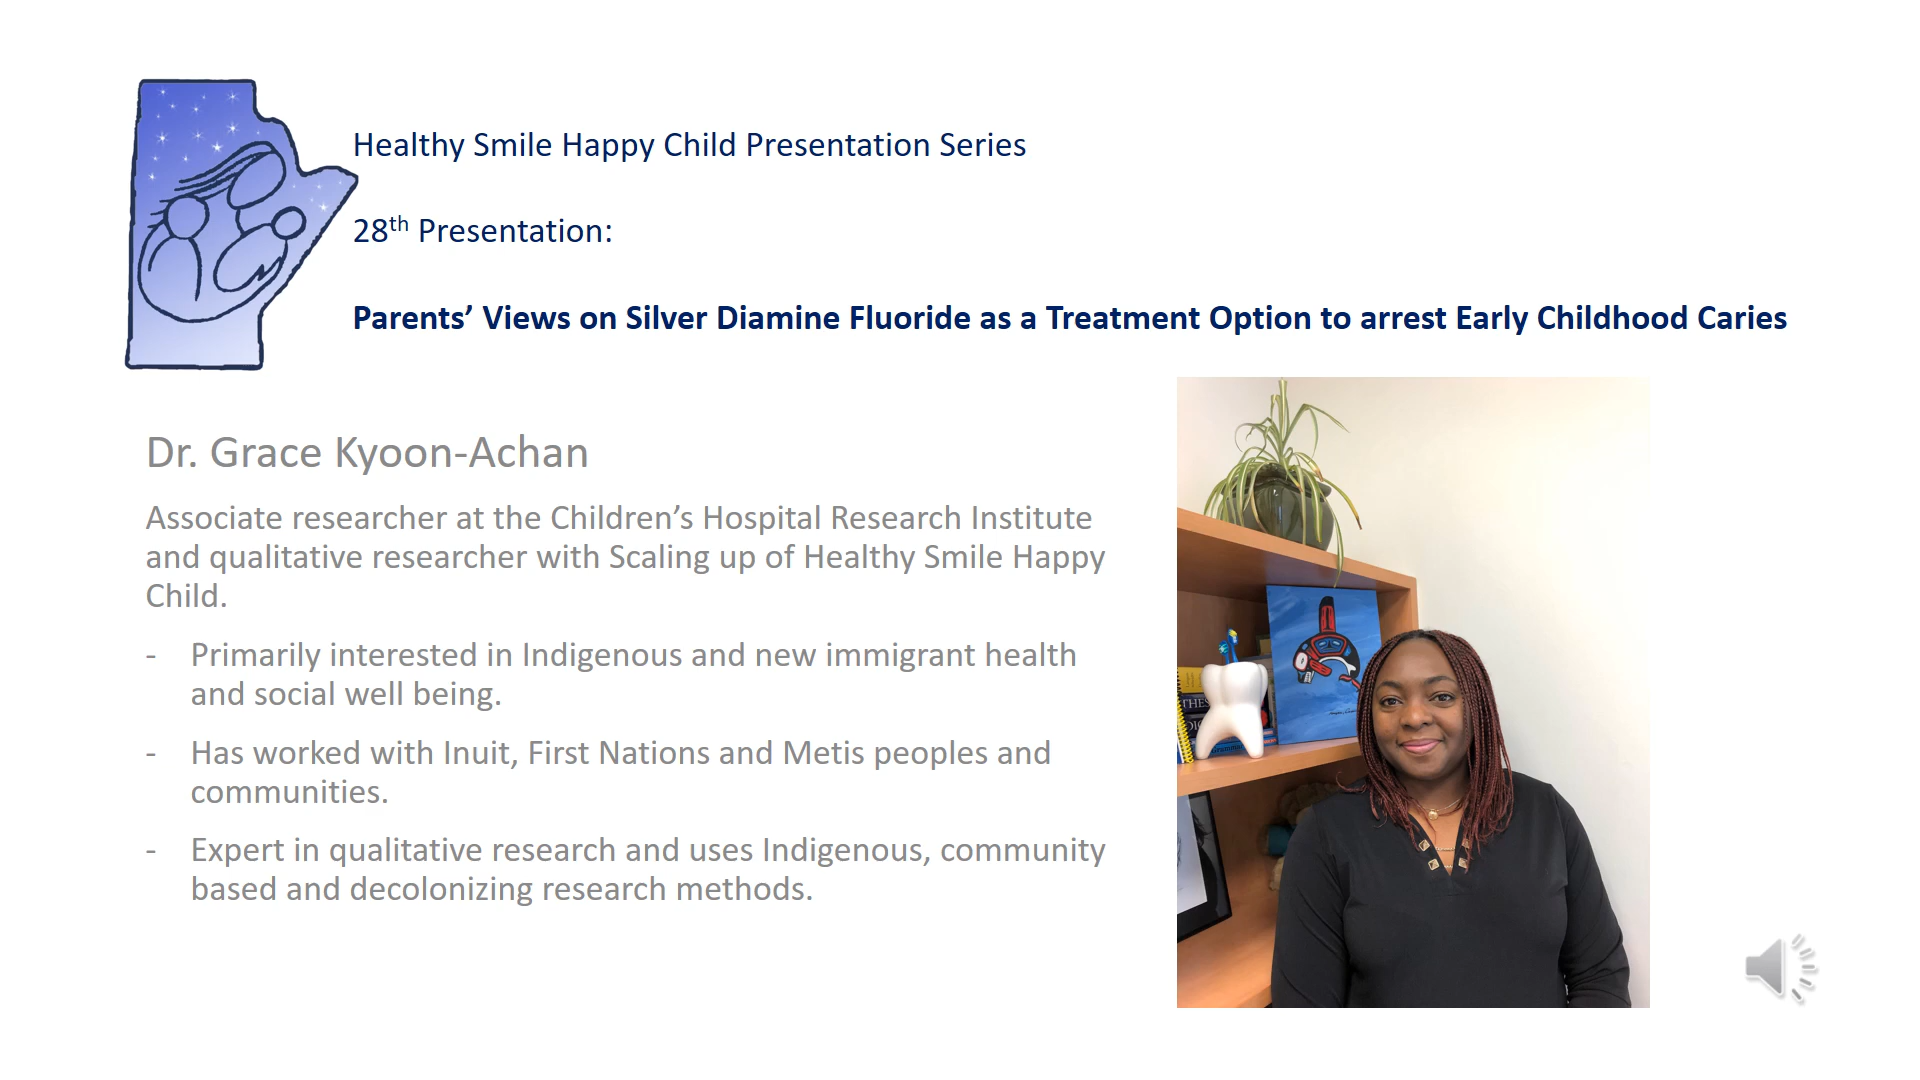 Healthy Smile Happy Child Presentation Series
28th Presentation:
Parents’ Views on Silver Diamine Fluoride as a Treatment Option to arrest Early Childhood Caries
Dr. Grace Kyoon-Achan
Associate researcher at the Children’s Hospital Research Institute
and qualitative researcher with Scaling up of Healthy Smile Happy
Child.
- Primarily interested in Indigenous and new immigrant health
and social well being.
- Has worked with Inuit, First Nations and Metis peoples and
communities.
- Expert in qualitative research and uses Indigenous, community
based and decolonizing research methods.